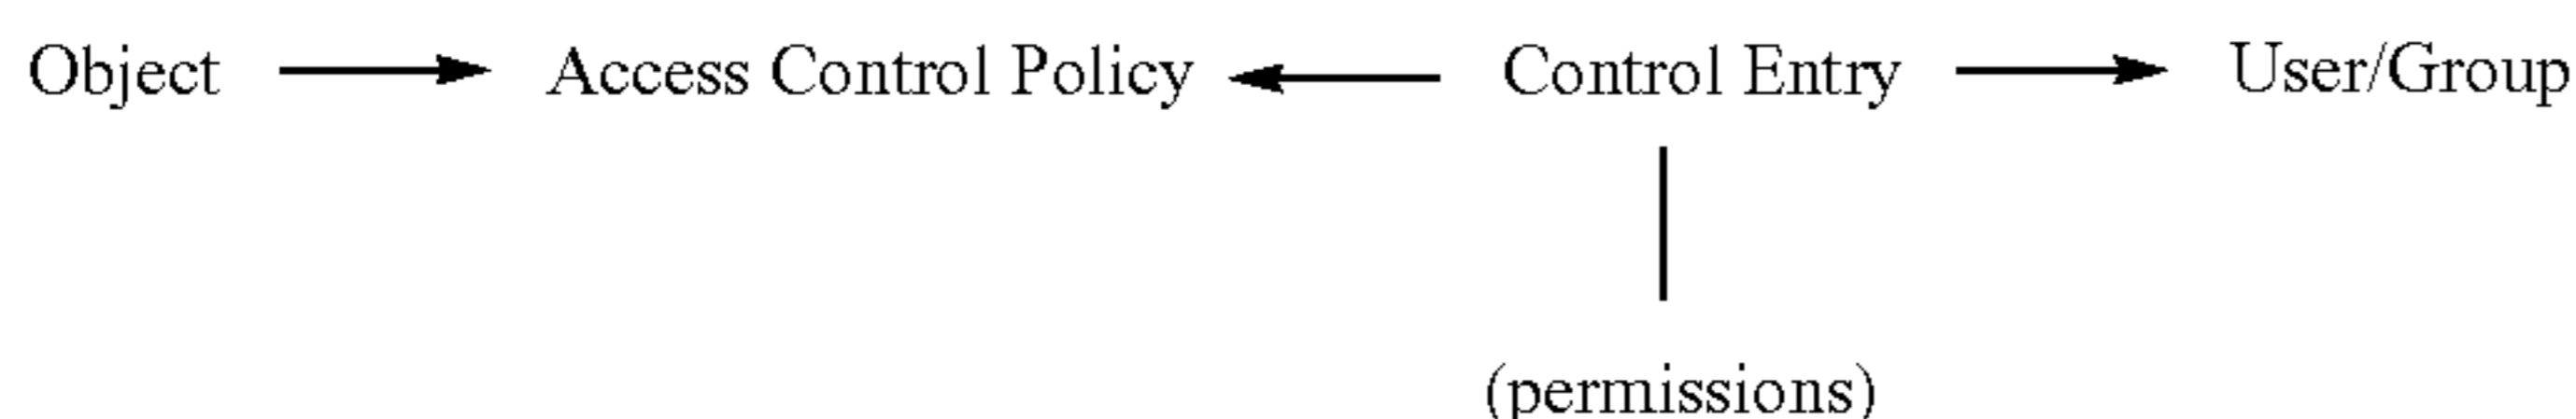 Object Access Control Policy Control Entry User/Group
(permissions)